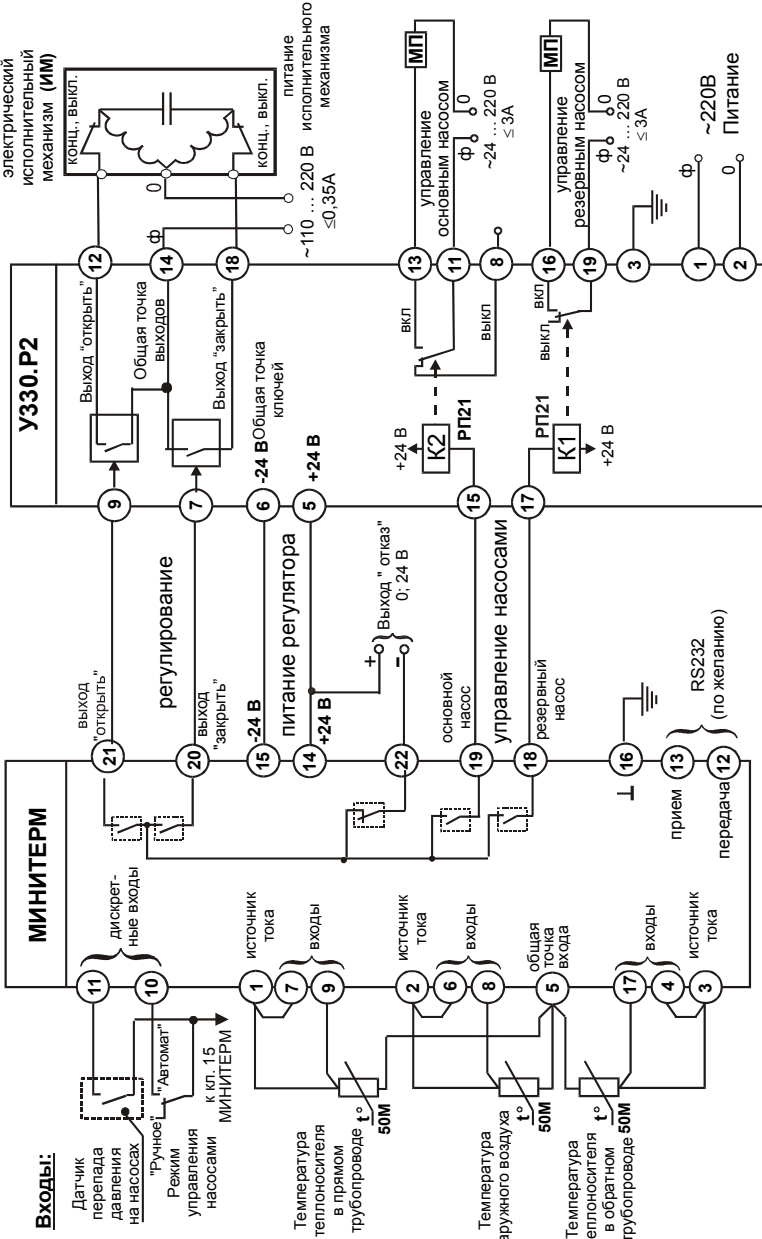 Входы:
МИНИТЕРМ
У330.Р2
электрический
исполнительный
механизм (ИМ)
конц., выкл.
конц., выкл.
питание
исполнительного
механизма
0
ф
~110 ... 220 В
≤0,35А
МП
управление
основным насосом
ф
0
~24 ... 220 В
≤ 3А
МП
управление
резервным насосом
ф
0
~24 ... 220 В
≤ 3А
ф
0
~220В
Питание
12
14
18
13
11
8
16
19
3
1
2
Выход "открыть"
Общая точка
выходов
Выход "закрыть"
-24 В
Общая точка
ключей
+24 В
вкл
выкл
вкл
выкл
+24 В
К2
РП21
РП21
К1
+24 В
9
7
6
5
15
17
выход
"открыть"
регулирование
выход
"закрыть"
-24 В
питание регулятора
+24 В
+
-
Выход " отказ"
0; 24 В
основной
насос
управление насосами
резервный
насос
RS232
(по желанию)
21
20
15
14
22
19
18
16
13
12
прием
передача
дискрет-
ные входы
источник
тока
входы
источник
тока
входы
общая
точка
входа
входы
источник
тока
11
10
1
7
9
2
6
8
5
17
4
3
Датчик
перепада
давления
на насосах
"Ручное"
"Автомат"
Режим
управления
насосами
к кл. 15
МИНИТЕРМ
Температура
теплоносителя
в прямом
трубопроводе
t°
50М
Температура
аружного воздуха
t°
50М
Температура
еплоносителя
в обратном
рубопроводе
t°
50М